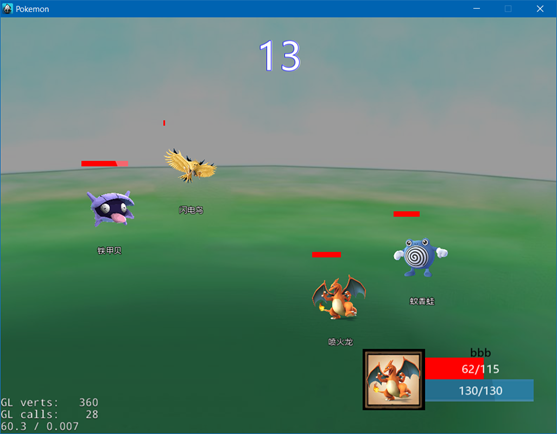 Pokemon
13
闪电鸟
铁甲贝
蚊香蛙
喷火龙
bbb
62/115
130/130
GL verts: 360
GL calls: 28
60.3 / 0.007